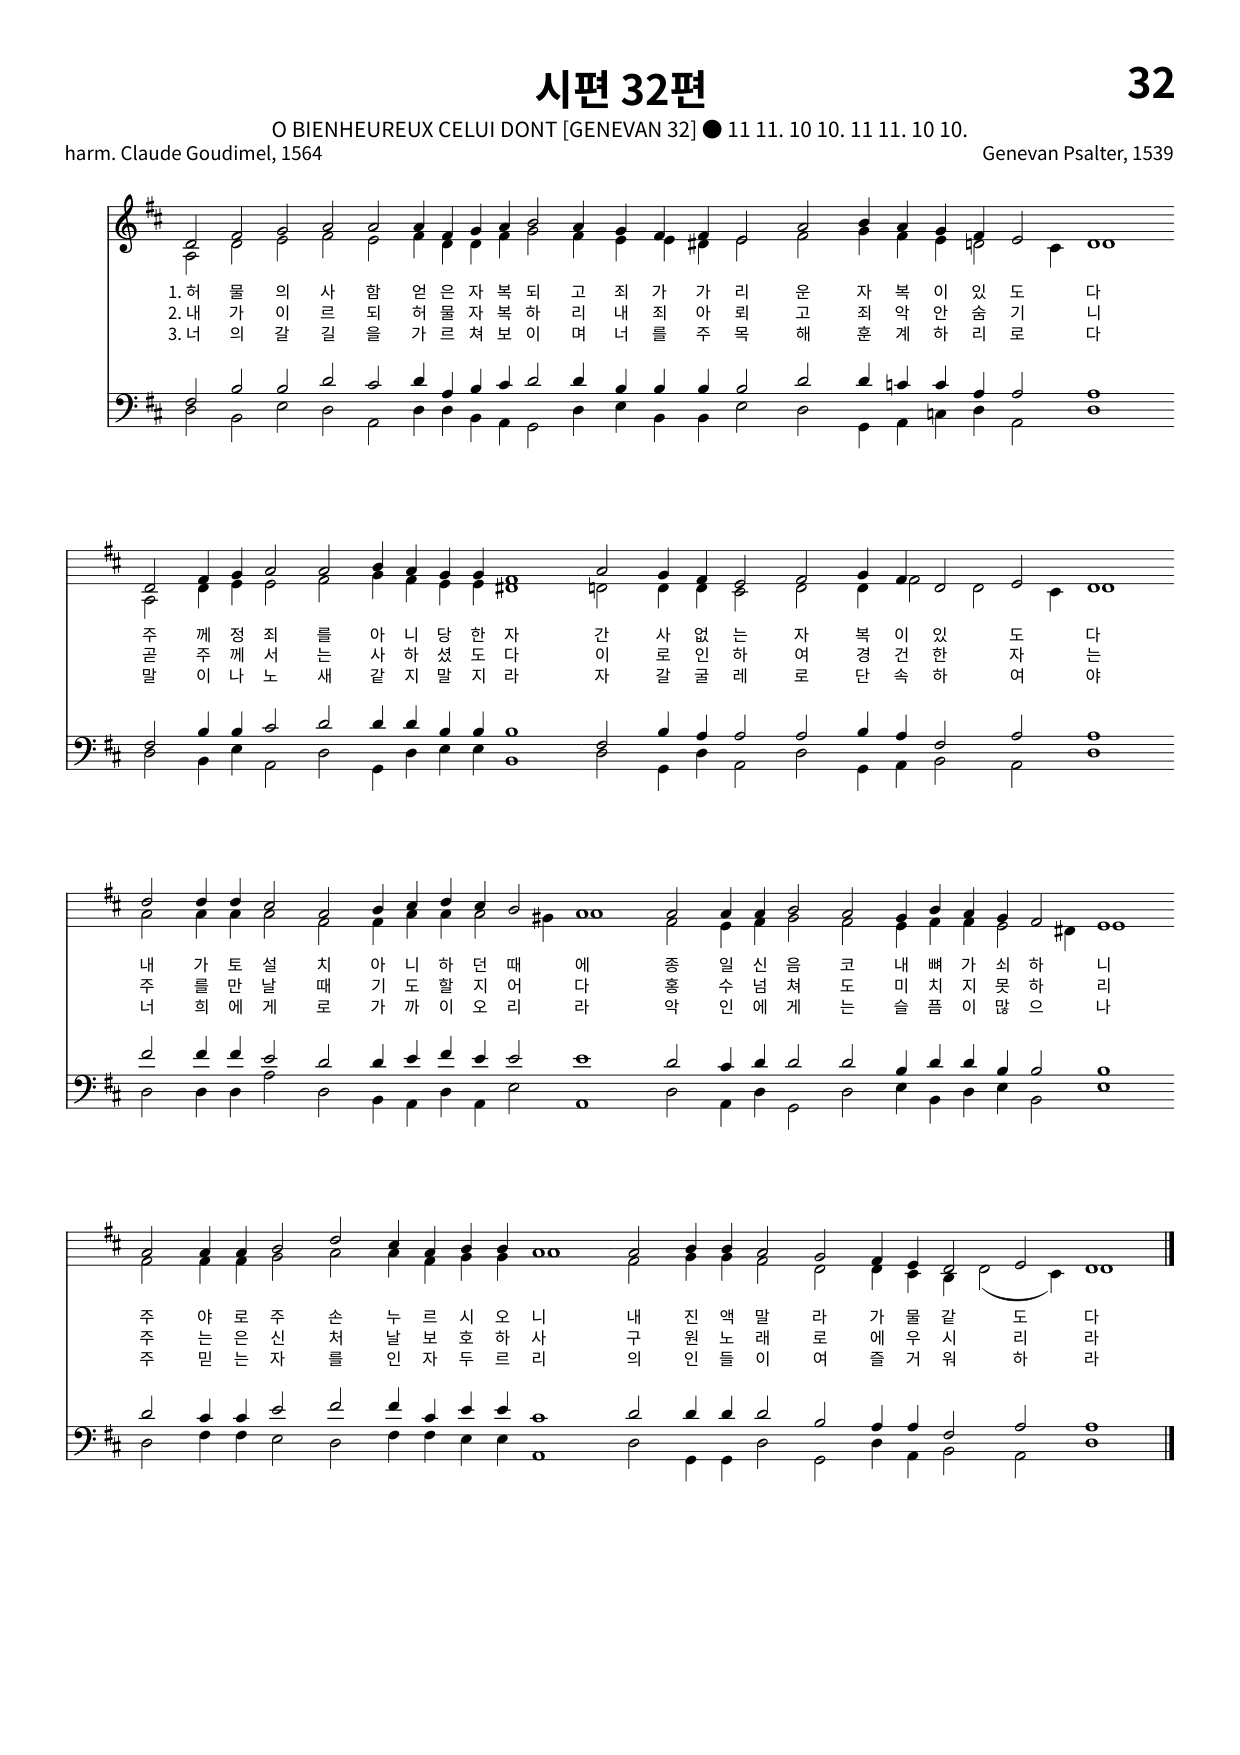 시편 32편
32
O BIENHEUREUX CELUI DONT [GENEVAN 32] ● 11 11. 10 10. 11 11. 10 10.
harm. Claude Goudimel, 1564
Genevan Psalter, 1539
1. 허 물 의 사 함 얻 은 자 복 되 고 죄 가 가 리 운 자 복 이 있 도 다
2. 내 가 이 르 되 허 물 자 복 하 리 내 죄 아 뢰 고 죄 악 안 숨 기 니
3. 너 의 갈 길 을 가 르 쳐 보 이 며 너 를 주 목 해 훈 계 하 리 로 다
주 께 정 죄 를 아 니 당 한 자 간 사 없 는 자 복 이 있 도 다
곧 주 께 서 는 사 하 셨 도 다 이 로 인 하 여 경 건 한 자 는
말 이 나 노 새 같 지 말 지 라 자 갈 굴 레 로 단 속 하 여 야
내 가 토 설 치 아 니 하 던 때 에 종 일 신 음 코 내 뼈 가 쇠 하 니
주 를 만 날 때 기 도 할 지 어 다 홍 수 넘 쳐 도 미 치 지 못 하 리
너 희 에 게 로 가 까 이 오 리 라 악 인 에 게 는 슬 픔 이 많 으 나
주 야 로 주 손 누 르 시 오 니 내 진 액 말 라 가 물 같 도 다
주 는 은 신 처 날 보 호 하 사 구 원 노 래 로 에 우 시 리 라
주 믿 는 자 를 인 자 두 르 리 의 인 들 이 여 즐 거 워 하 라